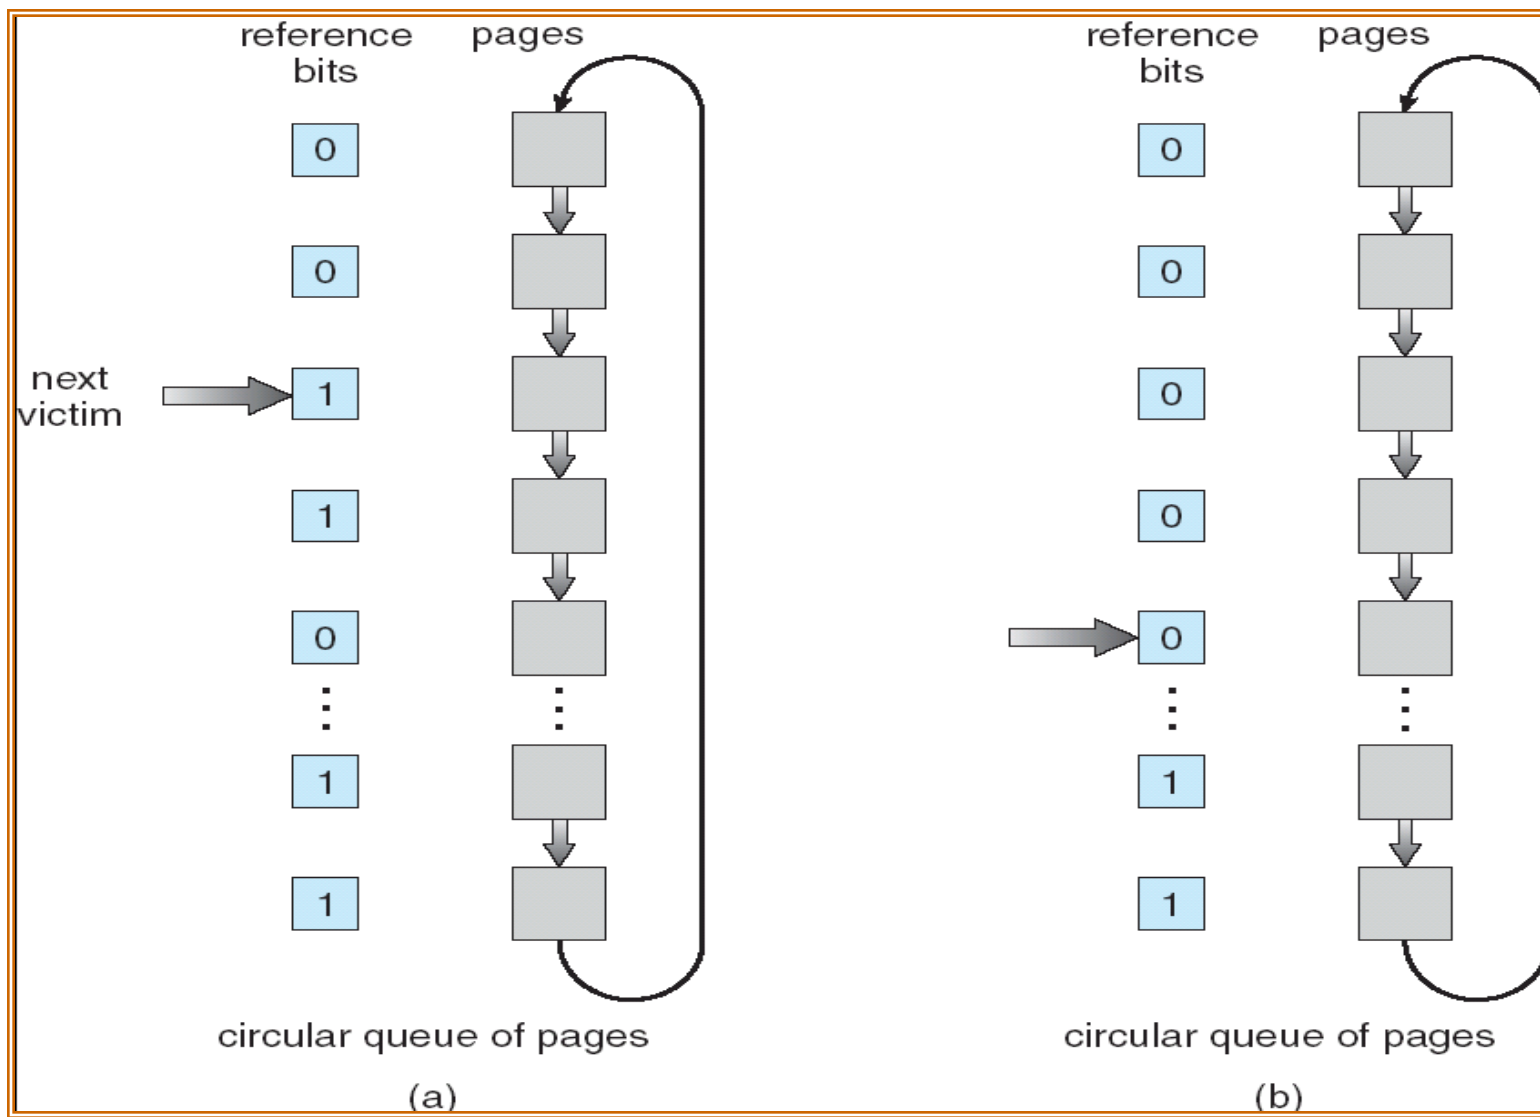 reference bits
pages
0
0
next victim
1
1
0
1
1
circular queue of pages
(a)
reference bits
pages
0
0
0
0
0
1
1
circular queue of pages
(b)